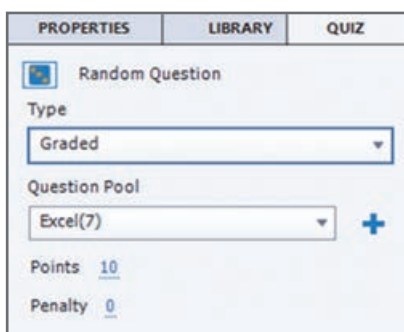 PROPERTIES LIBRARY QUIZ
Random Question
Type
Graded
Question Pool
Excel(7)
Points 10
Penalty 0